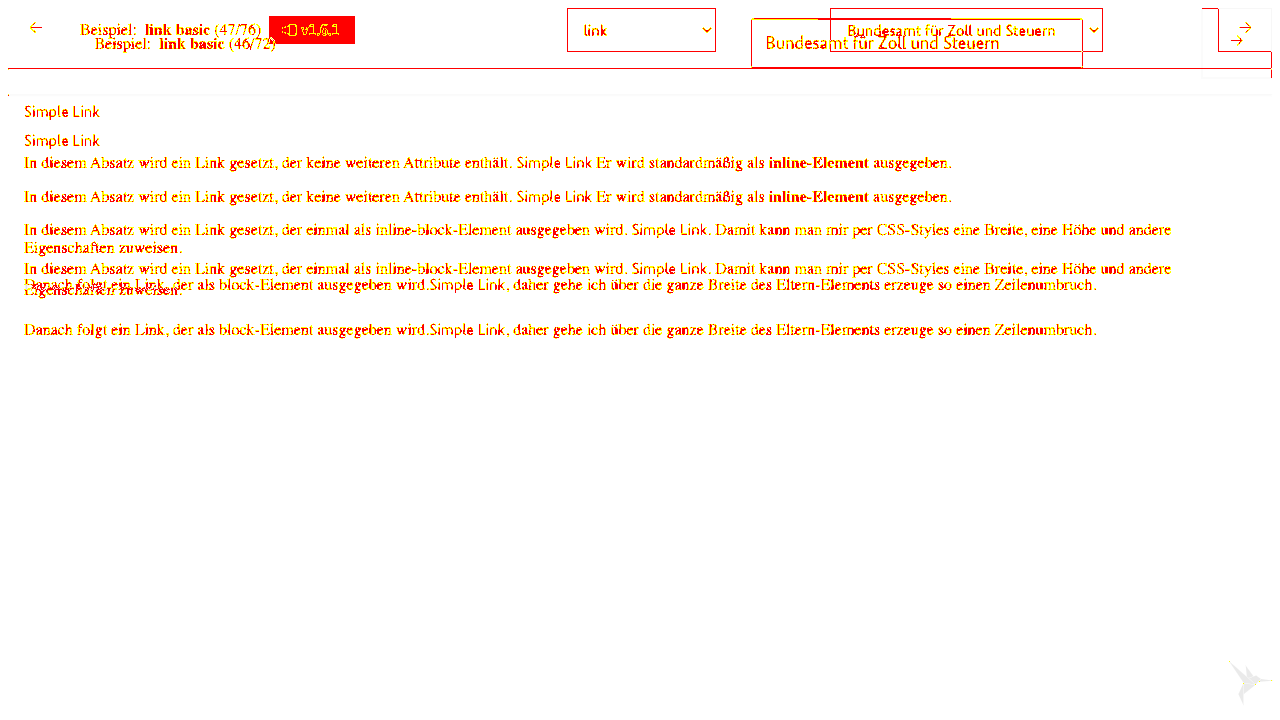 Beispiel: link basic (47/76) v1.6.1 link Bundesamt für Zoll und Steuern
Beispiel: link basic (46/72) Bundesamt für Zoll und Steuern
Simple Link
Simple Link
In diesem Absatz wird ein Link gesetzt, der keine weiteren Attribute enthält. Simple Link Er wird standardmäßig als inline-Element ausgegeben.
In diesem Absatz wird ein Link gesetzt, der keine weiteren Attribute enthält. Simple Link Er wird standardmäßig als inline-Element ausgegeben.
In diesem Absatz wird ein Link gesetzt, der einmal als inline-block-Element ausgegeben wird. Simple Link. Damit kann man mir per CSS-Styles eine Breite, eine Höhe und andere
Eigenschaften zuweisen.
In diesem Absatz wird ein Link gesetzt, der einmal als inline-block-Element ausgegeben wird. Simple Link. Damit kann man mir per CSS-Styles eine Breite, eine Höhe und andere
Danach folgt ein Link, der als block-Element ausgegeben wird.Simple Link, daher gehe ich über die ganze Breite des Eltern-Elements erzeuge so einen Zeilenumbruch.
Eigenschaften zuweisen.
Danach folgt ein Link, der als block-Element ausgegeben wird.Simple Link, daher gehe ich über die ganze Breite des Eltern-Elements erzeuge so einen Zeilenumbruch.